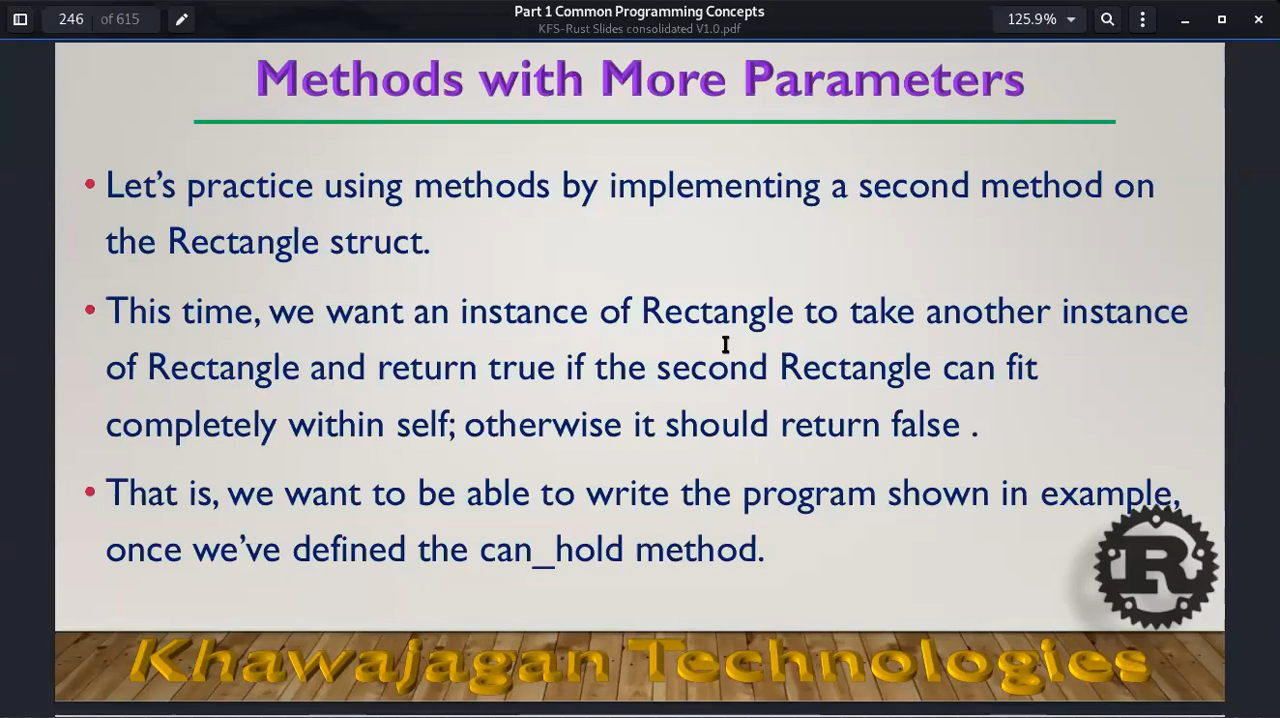 246 of 615
Part 1 Common Programming Concepts
KFS-Rust Slides consolidated V1.0.pdf
125.9%
Methods with More Parameters
• Let's practice using methods by implementing a second method on
the Rectangle struct.
• This time, we want an instance of Rectangle to take another instance
of Rectangle and return true if the second Rectangle can fit
completely within self; otherwise it should return false .
• That is, we want to be able to write the program shown in example,
once we've defined the can_hold method.
R
Khawajagan Technologies